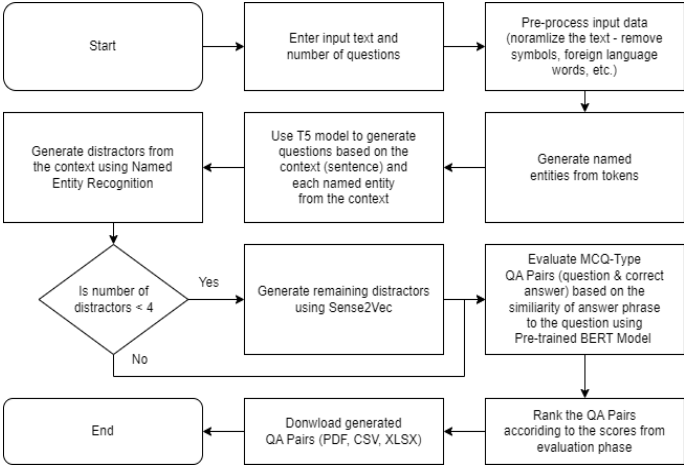 Start
Enter input text and
number of questions
Pre-process input data
(noramlize the text - remove
symbols, foreign language
words, etc.)
Generate named
entities from tokens
Use T5 model to generate
questions based on the
context (sentence) and
each named entity
from the context
Generate distractors from
the context using Named
Entity Recognition
Is number of
distractors < 4
Yes
No
Generate remaining distractors
using Sense2Vec
Evaluate MCQ-Type
QA Pairs (question & correct
answer) based on the
similiarity of answer phrase
to the question using
Pre-trained BERT Model
Rank the QA Pairs
accoriding to the scores from
evaluation phase
Donwload generated
QA Pairs (PDF, CSV, XLSX)
End